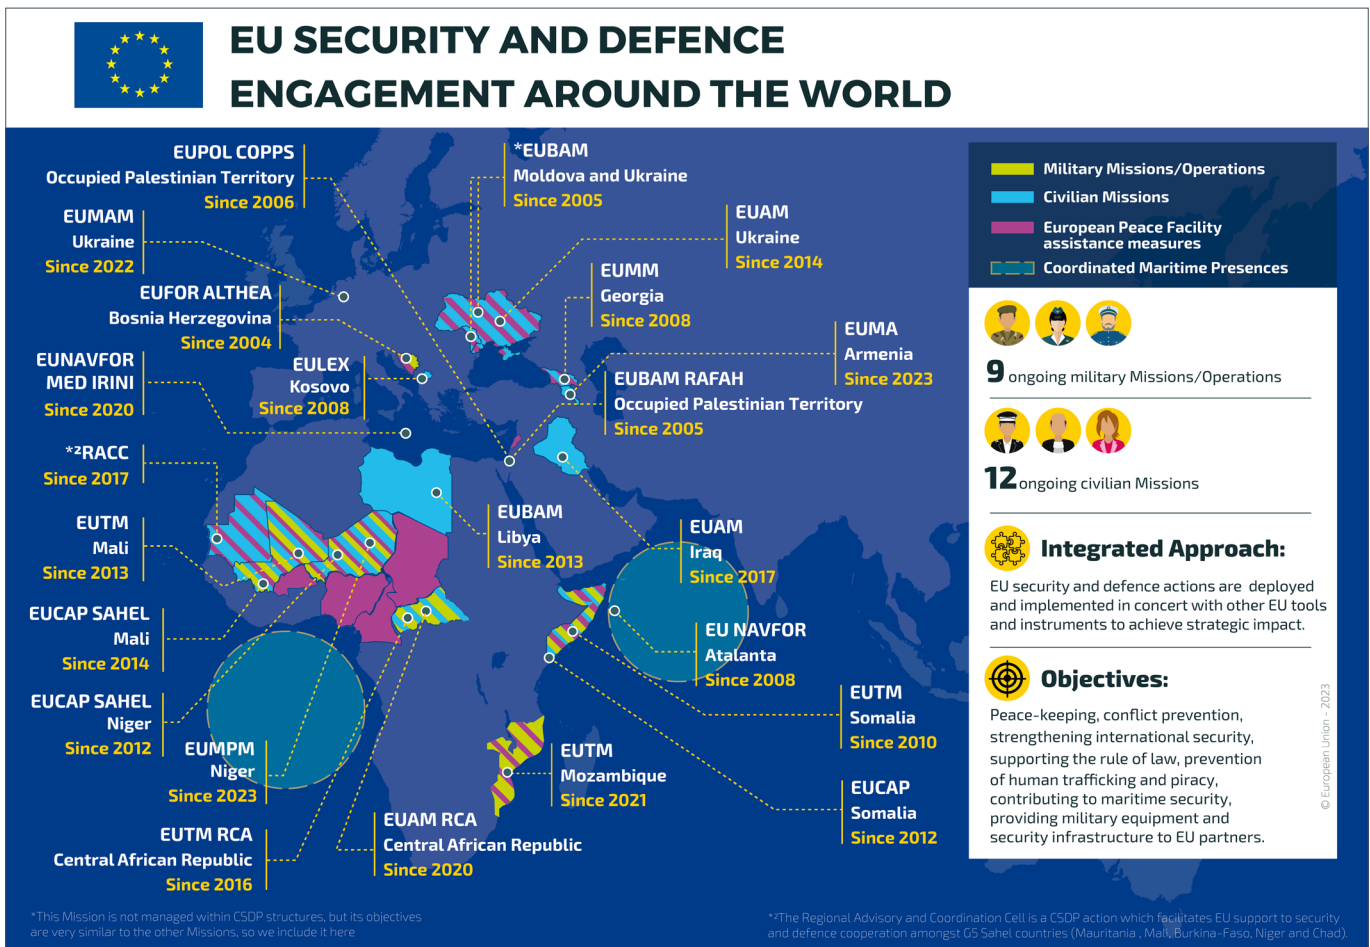 EU SECURITY AND DEFENCE
ENGAGEMENT AROUND THE WORLD
EUPOL COPPS
Occupied Palestinian Territory
Since 2006
EUMAM
Ukraine
Since 2022
EUFOR ALTHEA
Bosnia Herzegovina
Since 2004
EUNAVFOR
MED IRINI
Since 2020
EULEX
Kosovo
Since 2008
*²RACC
Since 2017
EUTM
Mali
Since 2013
EUCAP SAHEL
Mali
Since 2014
EUCAP SAHEL
Niger
Since 2012
EUMPM
Niger
Since 2023
EUTM RCA
Central African Republic
Since 2016
EUAM RCA
Central African Republic
Since 2020
*EUBAM
Moldova and Ukraine
Since 2005
EUAM
Ukraine
Since 2014
EUMM
Georgia
Since 2008
EUMA
Armenia
Since 2023
EUBAM RAFAH
Occupied Palestinian Territory
Since 2005
EUBAM
Libya
Since 2013
EUAM
Iraq
Since 2017
EU NAVFOR
Atalanta
Since 2008
EUTM
Somalia
Since 2010
EUTM
Mozambique
Since 2021
EUCAP
Somalia
Since 2012
Military Missions/Operations
Civilian Missions
European Peace Facility
assistance measures
Coordinated Maritime Presences
9 ongoing military Missions/Operations
12 ongoing civilian Missions
Integrated Approach:
EU security and defence actions are deployed
and implemented in concert with other EU tools
and instruments to achieve strategic impact.
Objectives:
Peace-keeping, conflict prevention,
strengthening international security,
supporting the rule of law, prevention
of human trafficking and piracy,
contributing to maritime security,
providing military equipment and
security infrastructure to EU partners.
© European Union - 2023
*This Mission is not managed within CSDP structures, but its objectives
are very similar to the other Missions, so we include it here
*²The Regional Advisory and Coordination Cell is a CSDP action which facilitates EU support to security
and defence cooperation amongst G5 Sahel countries (Mauritania , Mali, Burkina-Faso, Niger and Chad).